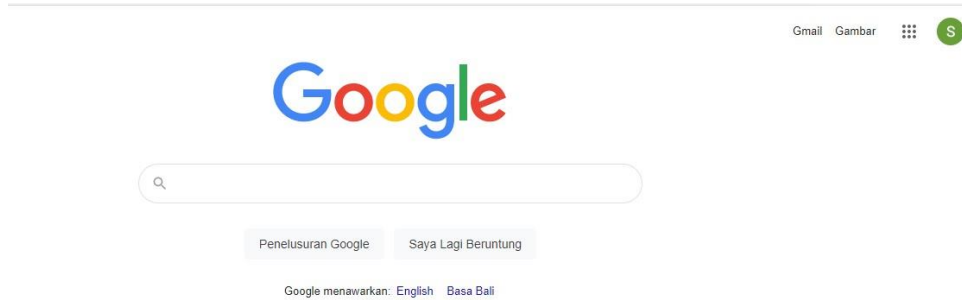 Gmail Gambar S
Google
Penelusuran Google Saya Lagi Beruntung
Google menawarkan: English Basa Bali